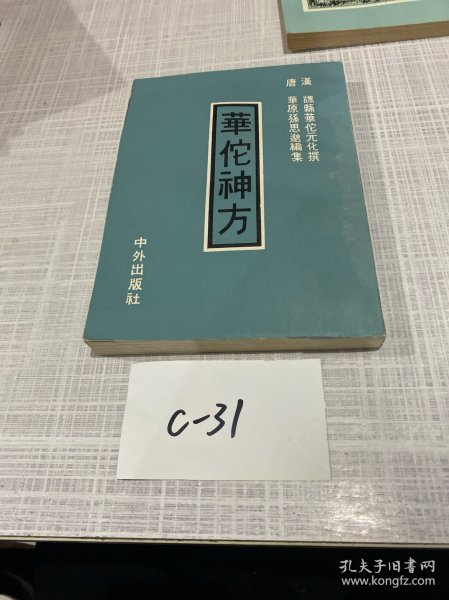 漢 譙縣華佗元化撰
唐 華原孫思邈編集
華佗神方
中外出版社
C-31
孔夫子旧书网
www.kongfz.com